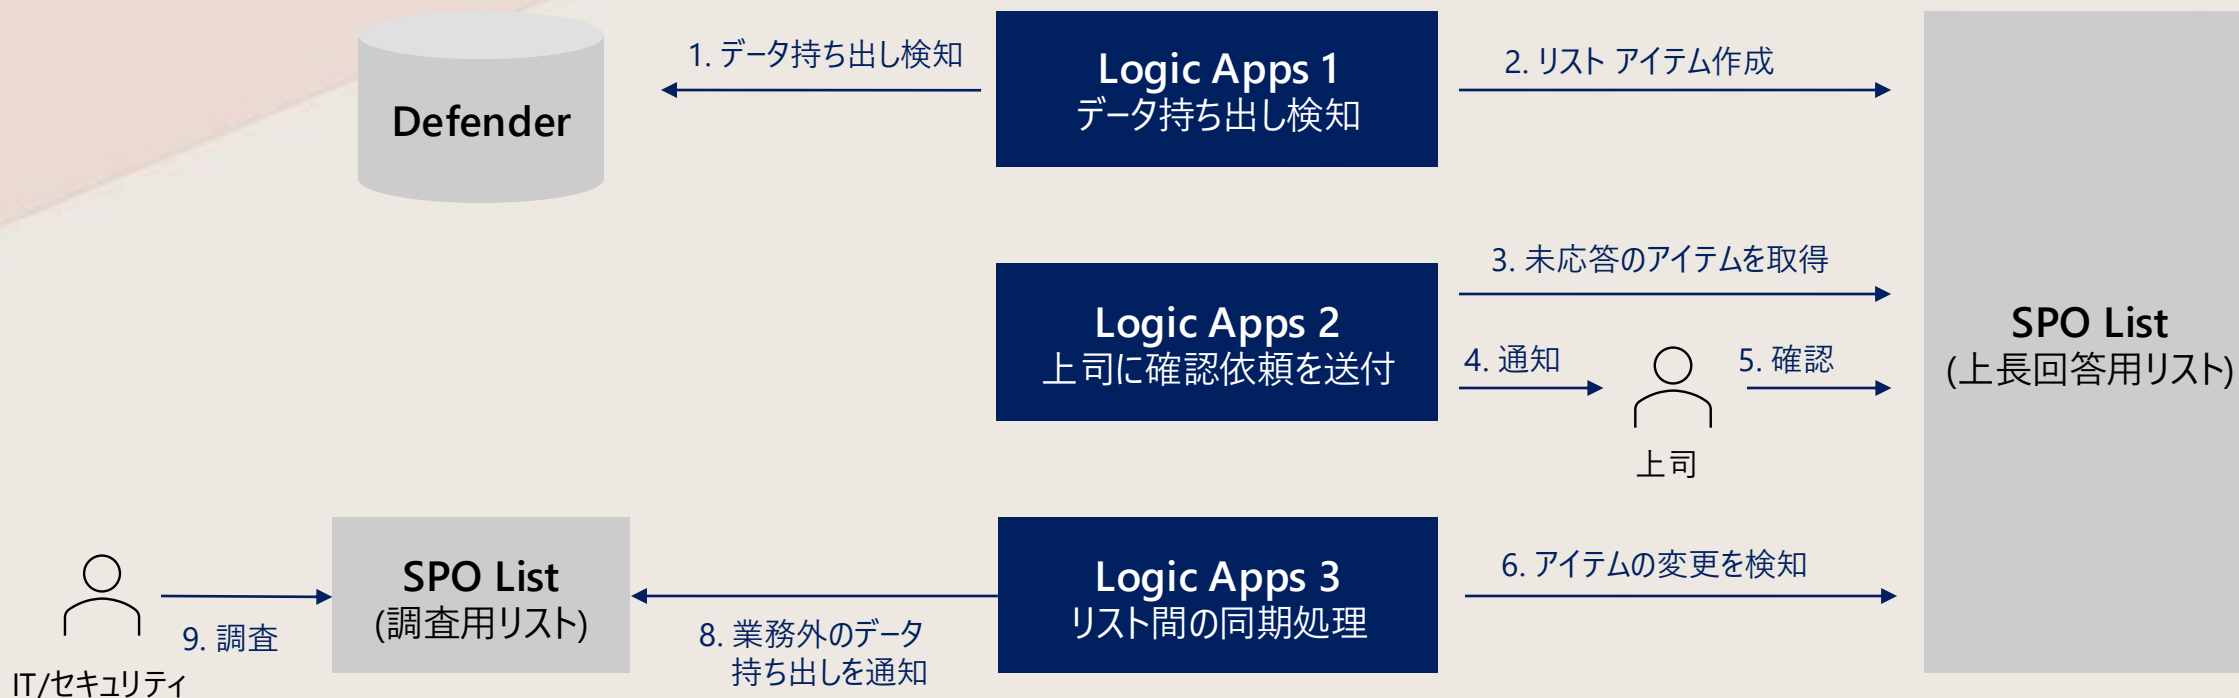 Defender
1. データ持ち出し検知
Logic Apps 1
データ持ち出し検知
2. リスト アイテム作成
Logic Apps 2
上司に確認依頼を送付
3. 未応答のアイテムを取得
4. 通知
上司
5. 確認
SPO List
(上長回答用リスト)
IT/セキュリティ
9. 調査
SPO List
(調査用リスト)
8. 業務外のデータ
持ち出しを通知
Logic Apps 3
リスト間の同期処理
6. アイテムの変更を検知